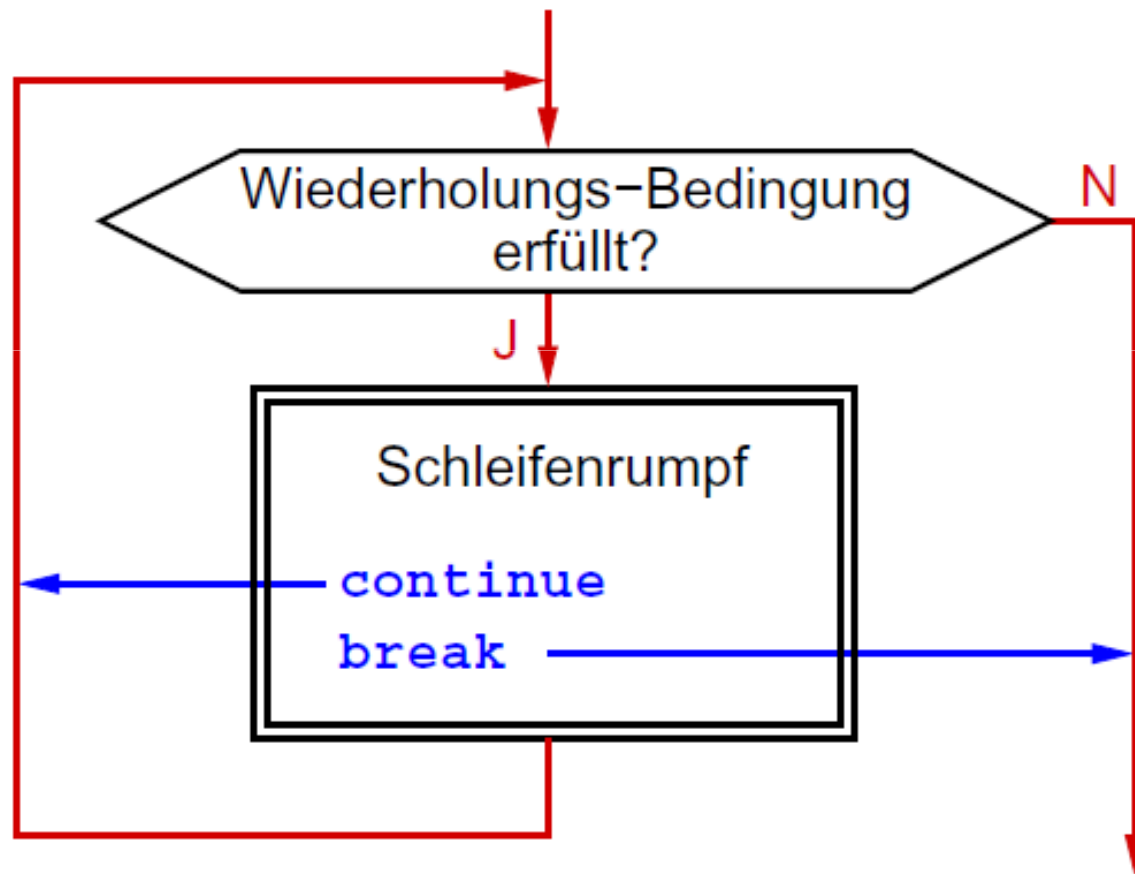 Wiederholungs-Bedingung
erfüllt?
N
J
Schleifenrumpf
continue
break